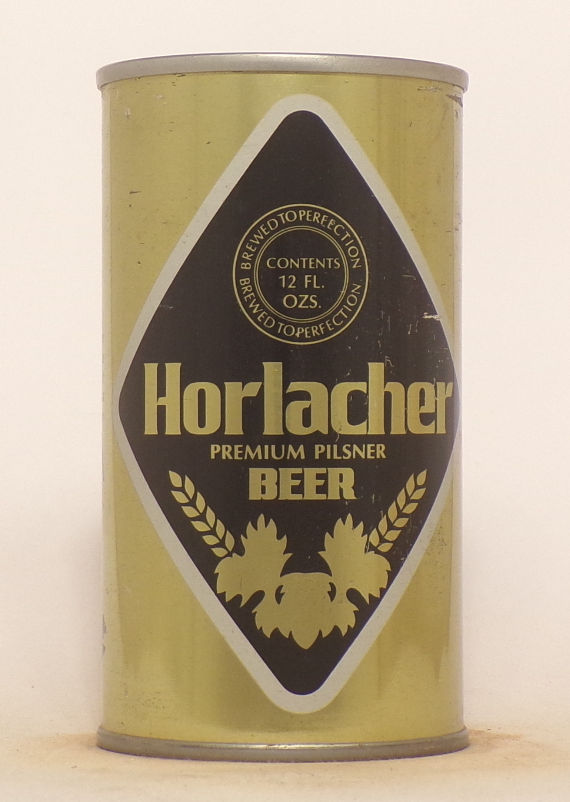 BREWED TO PERFECTION
CONTENTS
12 FL.
OZS.
BREWED TO PERFECTION
Horlacher
PREMIUM PILSNER
BEER